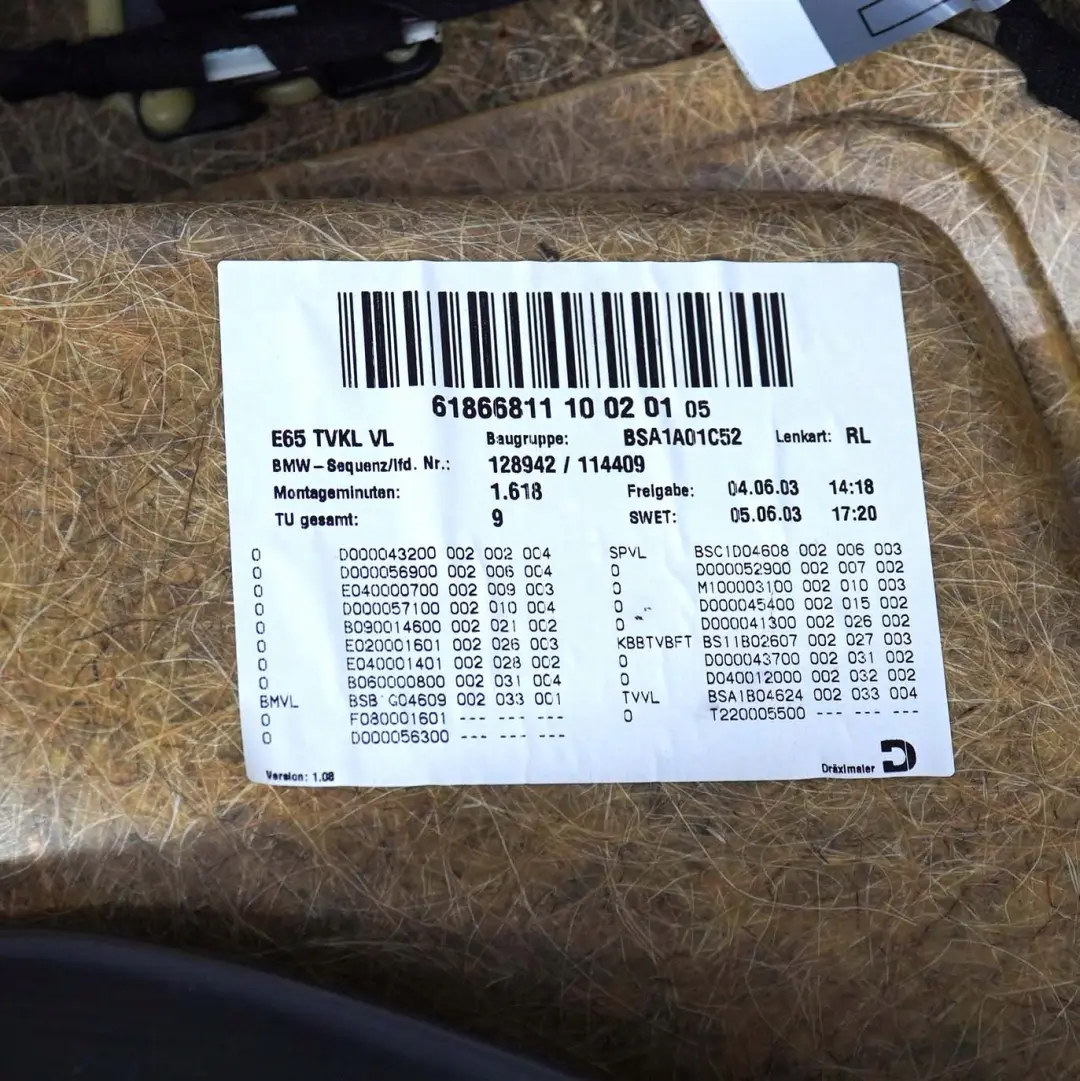 61866811 10 02 01 05
E65 TVKL VL Baugruppe: BSA1A01C52 Lenkart: RL
BMW-Sequenz/lfd. Nr.: 128942 / 114409
Montageminuten: 1.618 Freigabe: 04.06.03 14:18
TU gesamt: 9 SWET: 05.06.03 17:20
0 D000043200 002 002 004 SPVL BSC1D04608 002 006 003
0 D000056900 002 006 004 0 D000052900 002 007 002
0 E040000700 002 009 003 0 M100003100 002 010 003
0 D000057100 002 010 004 0 D000045400 002 015 002
0 B090014600 002 021 002 0 D000041300 002 026 002
0 E020001601 002 026 003 KBBTVBFT BS11B02607 002 027 003
0 E040001401 002 028 002 0 D000043700 002 031 002
0 B060000800 002 031 004 0 D040012000 002 032 002
BMVL 002 033 001 TVVL BSA1B04624 002 033 004
0 F080001601 --- --- --- 0 T220005500 --- --- ---
0 D000056300 --- --- ---
Version: 1.08 Dräxlmaier